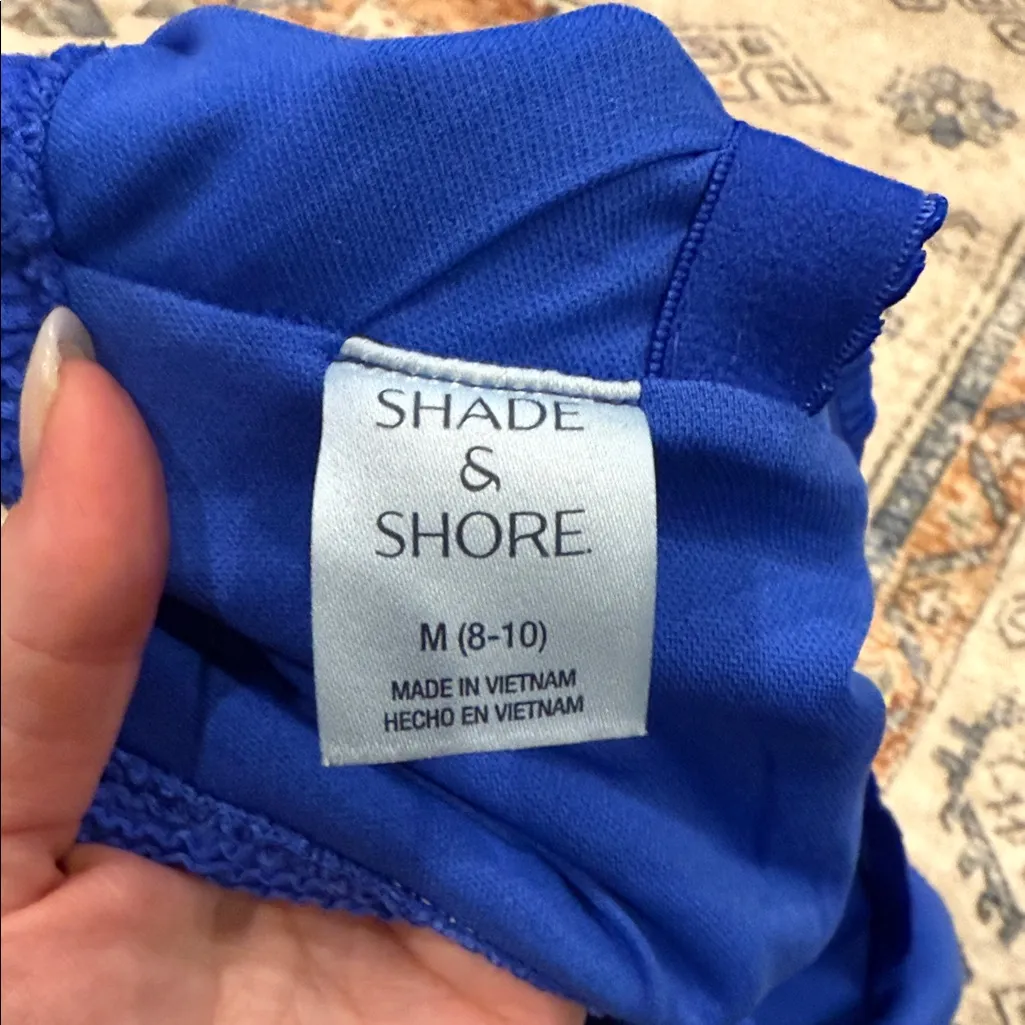 SHADE
&
SHORE.
M (8-10)
MADE IN VIETNAM
HECHO EN VIETNAM